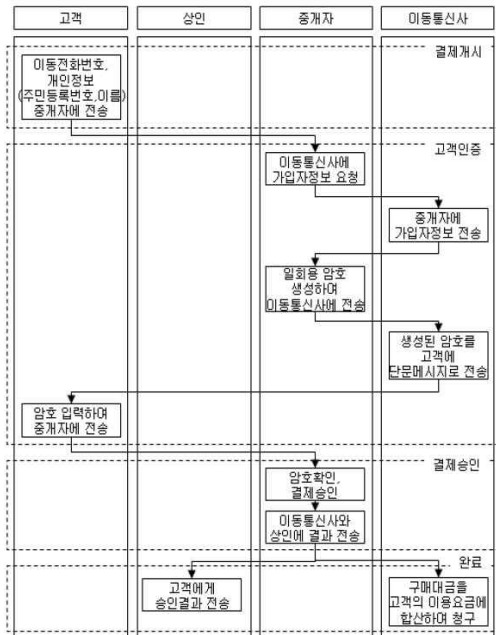 고객
상인
중개자
이동통신사
결제개시
이동전화번호,
개인정보
(주민등록번호,이름)
중개자에 전송
고객인증
이동통신사에
가입자정보 요청
중개자에
가입자정보 전송
일회용 암호
생성하여
이동통신사에 전송
생성된 암호를
고객에
단문메시지로 전송
암호 입력하여
중개자에 전송
결제승인
암호확인,
결제승인
이동통신사와
상인에 결과 전송
완료
고객에게
승인결과 전송
구매대금을
고객의 이용요금에
합산하여 청구